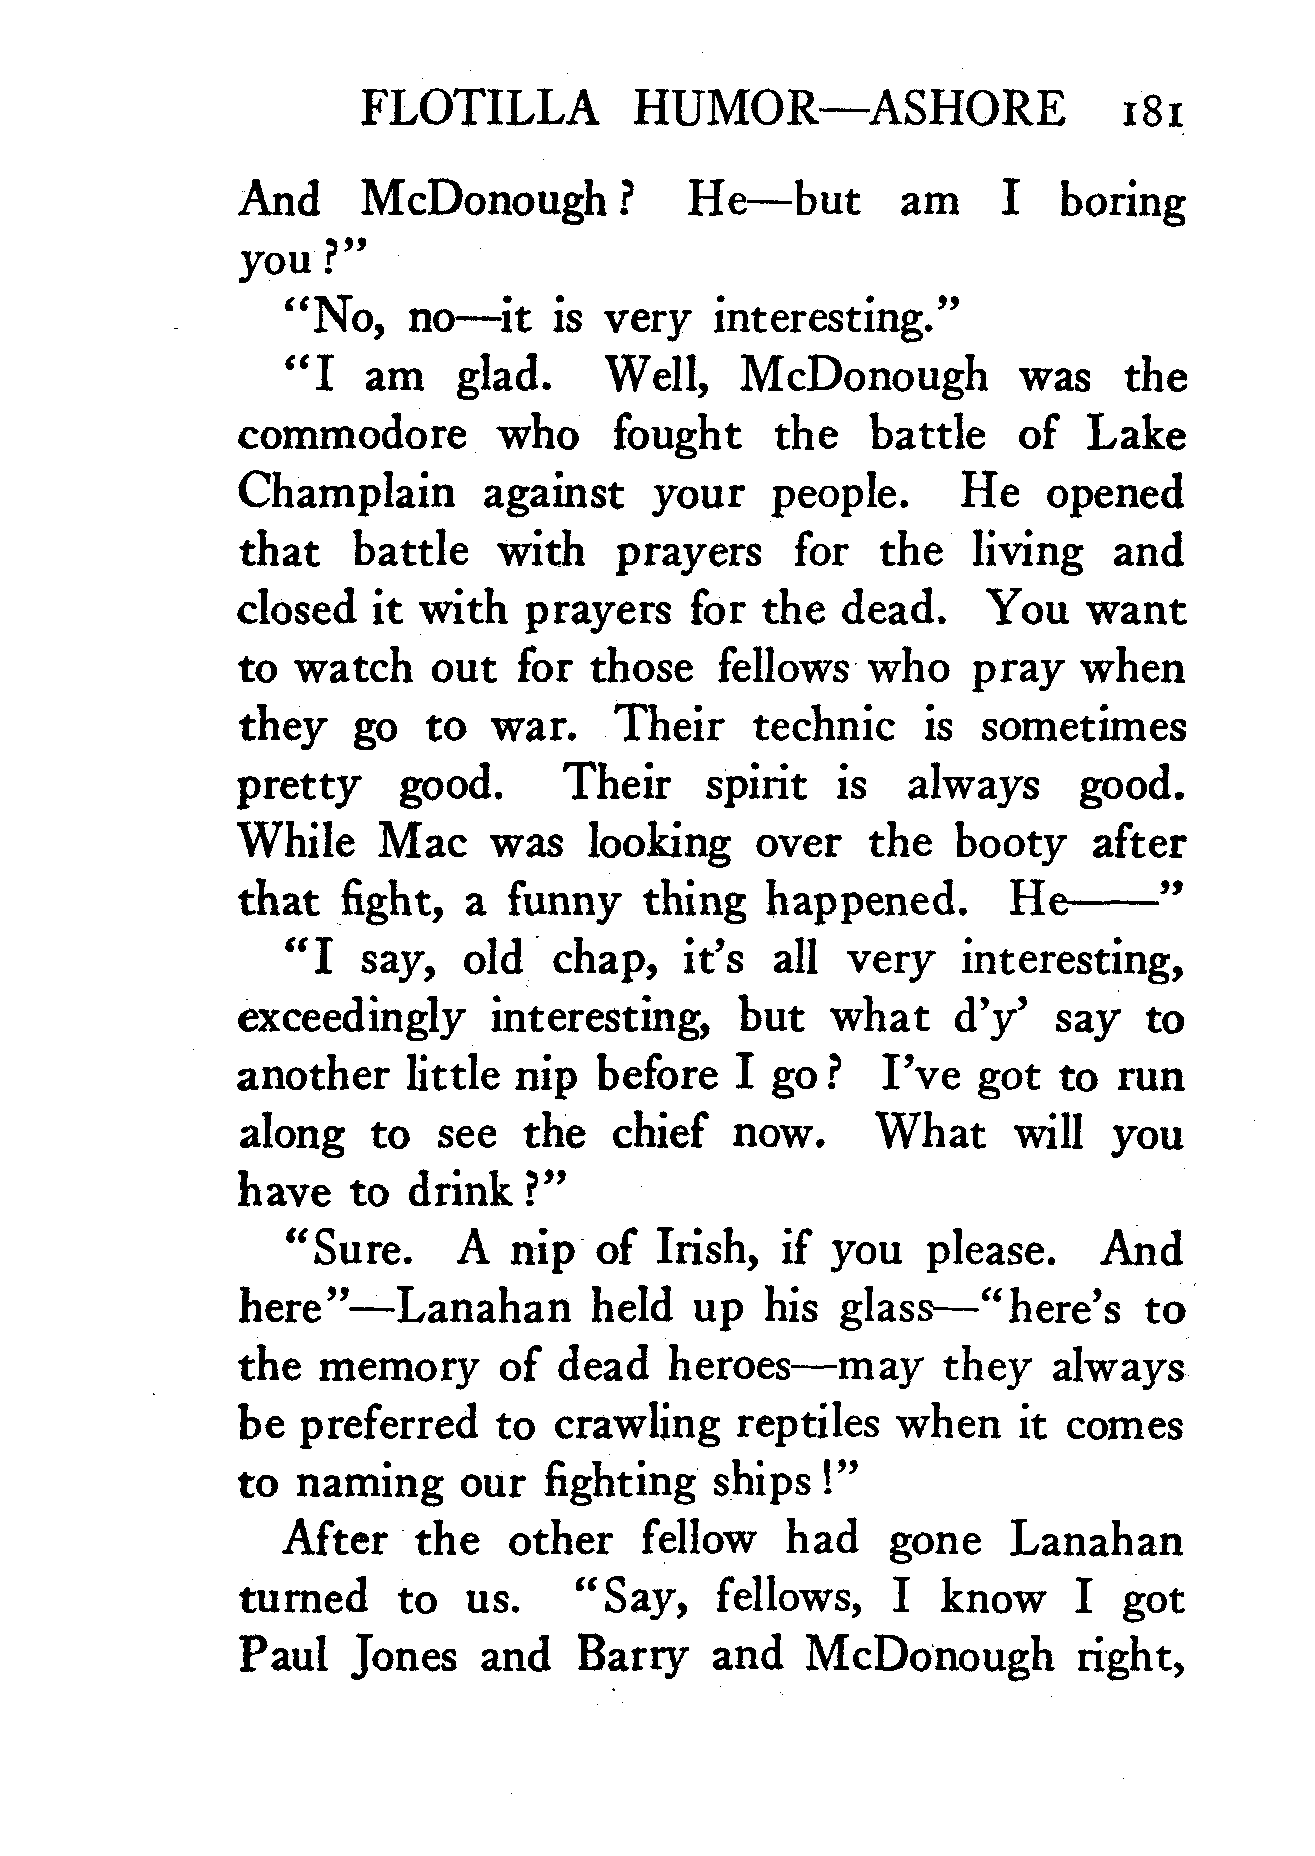 FLOTILLA HUMOR—ASHORE 181
And McDonough? He—but am I boring
you?”
“No, no—it is very interesting.”
“I am glad. Well, McDonough was the
commodore who fought the battle of Lake
Champlain against your people. He opened
that battle with prayers for the living and
closed it with prayers for the dead. You want
to watch out for those fellows who pray when
they go to war. Their technic is sometimes
pretty good. Their spirit is always good.
While Mac was looking over the booty after
that fight, a funny thing happened. He——”
“I say, old chap, it’s all very interesting,
exceedingly interesting, but what d’y’ say to
another little nip before I go? I’ve got to run
along to see the chief now. What will you
have to drink?”
“Sure. A nip of Irish, if you please. And
here”—Lanahan held up his glass—“here’s to
the memory of dead heroes—may they always
be preferred to crawling reptiles when it comes
to naming our fighting ships!”
After the other fellow had gone Lanahan
turned to us. “Say, fellows, I know I got
Paul Jones and Barry and McDonough right,